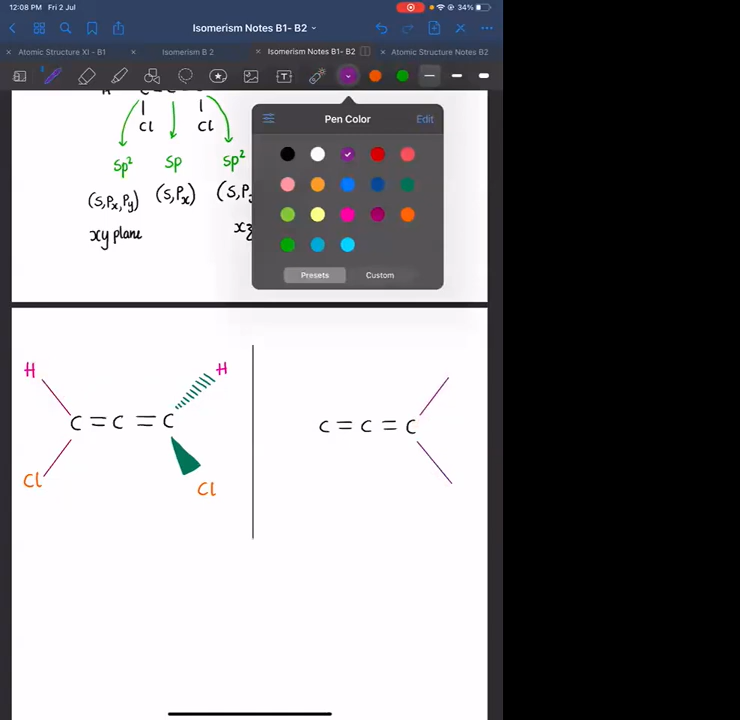 12:08 PM Fri 2 Jul
34%
Isomerism Notes B1- B2
Atomic Structure XI - B1
Isomerism B 2
Isomerism Notes B1- B2
Atomic Structure Notes B2
Pen Color
Edit
Cl Cl
Sp² Sp Sp²
(S,Px,Py) (S,Px)
xy plane
Presets Custom
H H
C = C = C
Cl Cl
C = C = C